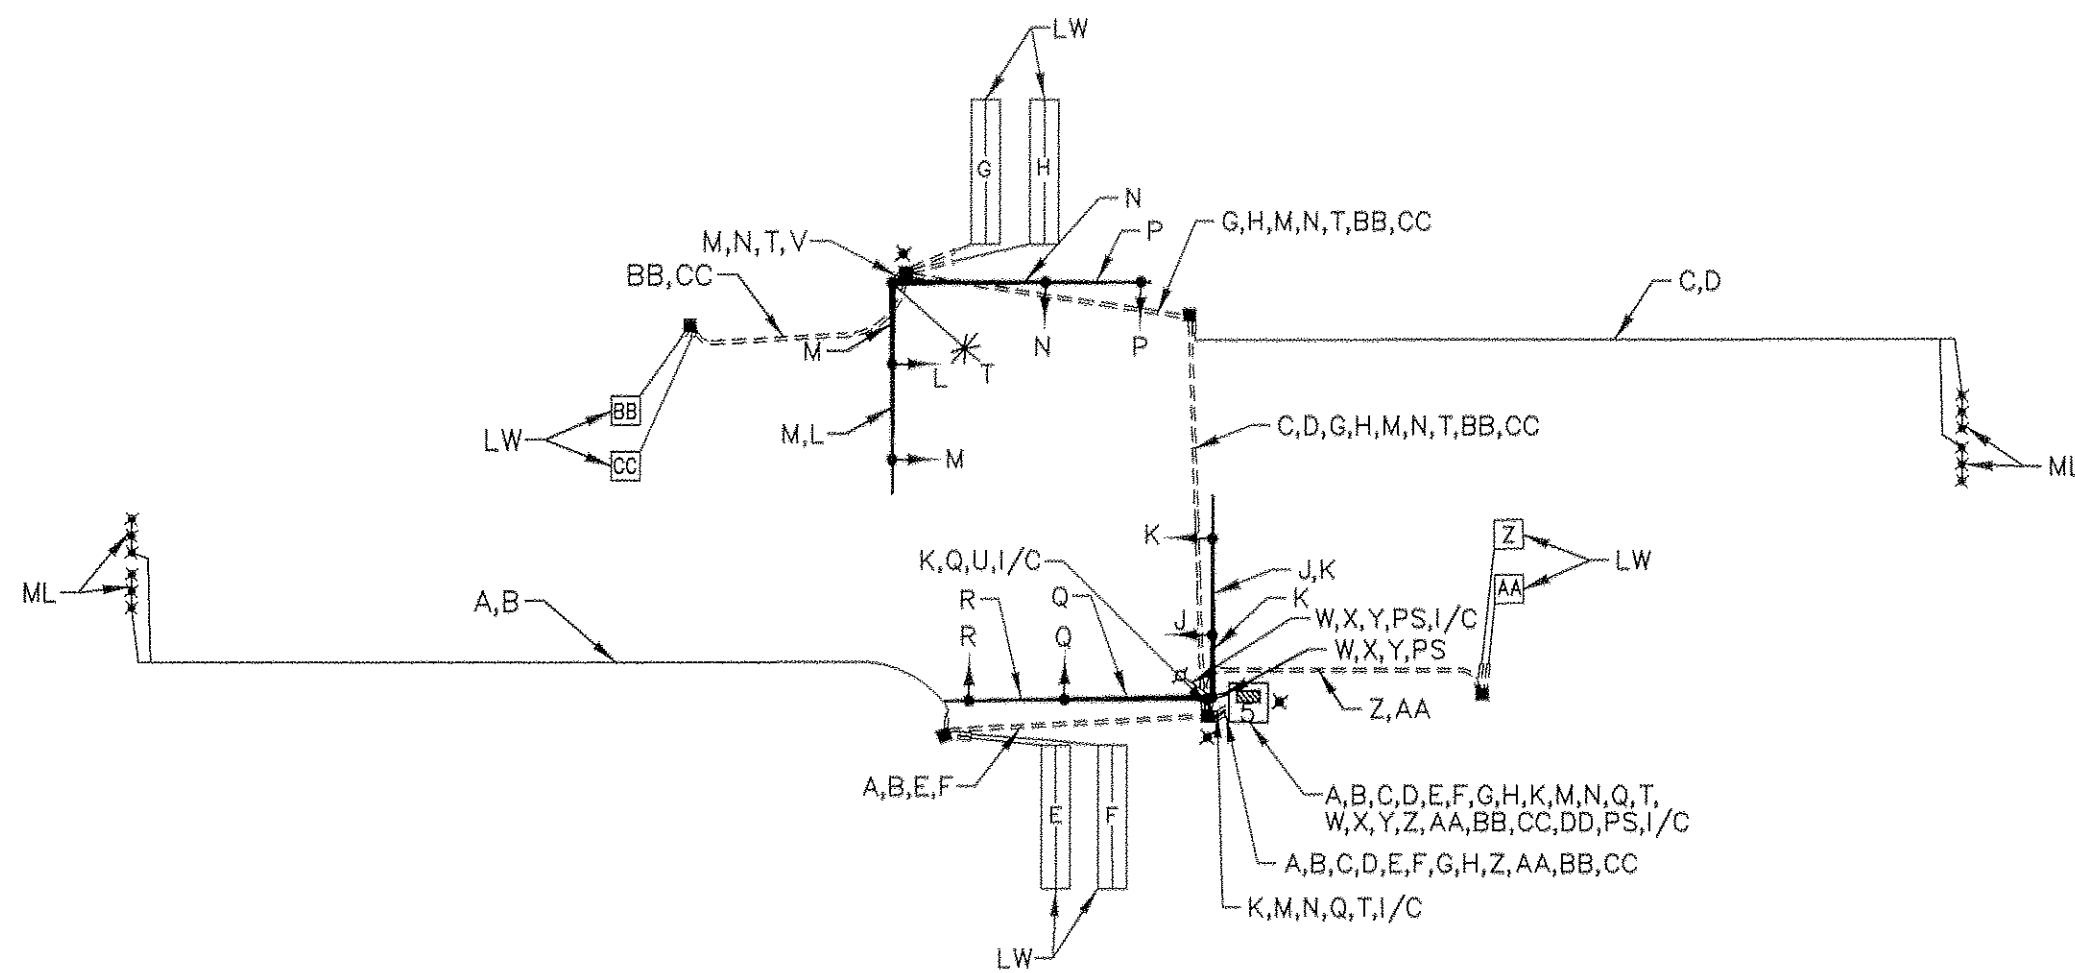 LW
G
H
N
M,N,T,V
P
G,H,M,N,T,BB,CC
BB,CC
C,D
M
N
P
L
T
BB
LW
CC
M,L
C,D,G,H,M,N,T,BB,CC
M
ML
K
Z
K,Q,U,I/C
LW
J,K
ML
A,B
R
Q
K
AA
J
W,X,Y,PS,I/C
R
Q
W,X,Y,PS
5
Z,AA
A,B,E,F
E
F
A,B,C,D,E,F,G,H,K,M,N,Q,T,
W,X,Y,Z,AA,BB,CC,DD,PS,I/C
A,B,C,D,E,F,G,H,Z,AA,BB,CC
K,M,N,Q,T,I/C
LW